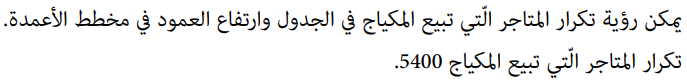 يمكن رؤية تكرار المتاجر الّتي تبيع المكياج في الجدول وارتفاع العمود في مخطط الأعمدة.
تكرار المتاجر الّتي تبيع المكياج 5400.